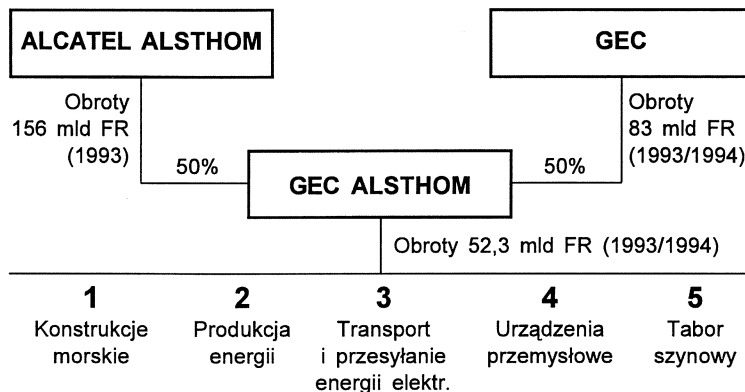 ALCATEL ALSTHOM
GEC
Obroty
156 mld FR
(1993)
Obroty
83 mld FR
(1993/1994)
50%
GEC ALSTHOM
50%
Obroty 52,3 mld FR (1993/1994)
1
Konstrukcje
morskie
2
Produkcja
energii
3
Transport
i przesyłanie
energii elektr.
4
Urządzenia
przemysłowe
5
Tabor
szynowy